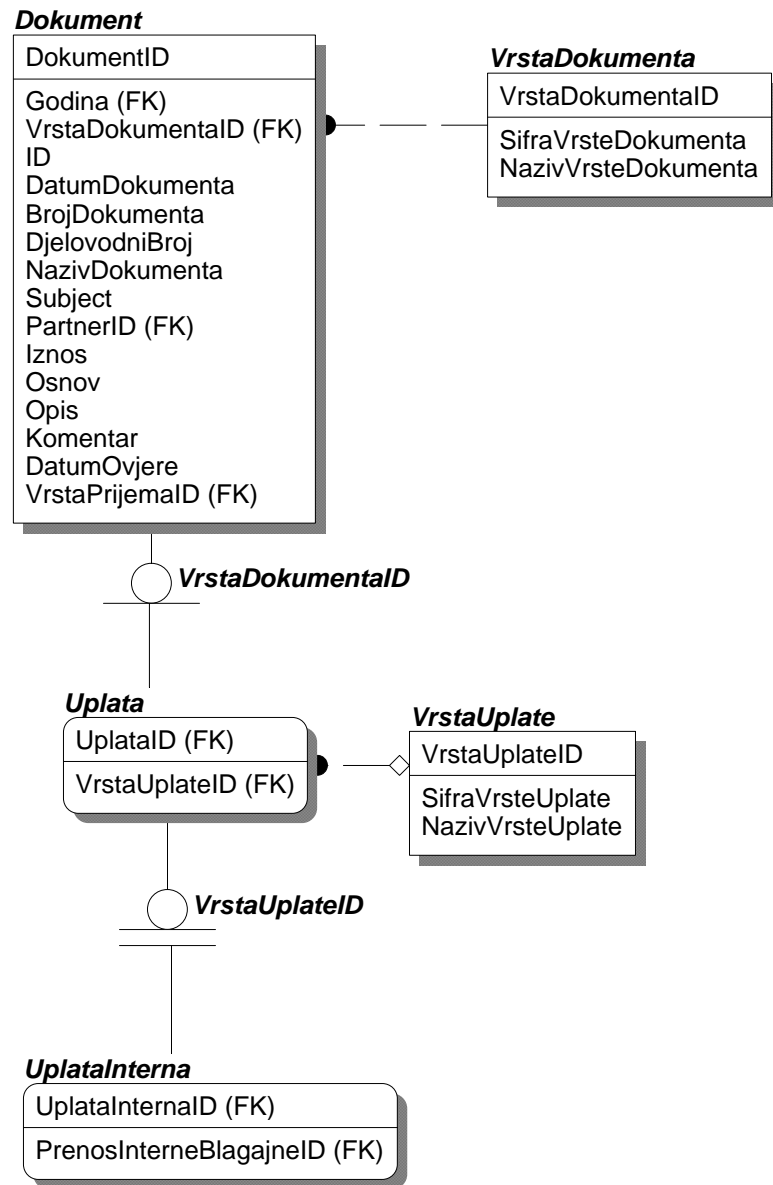 Dokument
DokumentID
Godina (FK)
VrstaDokumentaID (FK)
ID
DatumDokumenta
BrojDokumenta
DjelovodniBroj
NazivDokumenta
Subject
PartnerID (FK)
Iznos
Osnov
Opis
Komentar
DatumOvjere
VrstaPrijemaID (FK)
VrstaDokumenta
VrstaDokumentaID
SifraVrsteDokumenta
NazivVrsteDokumenta
VrstaDokumentaID
Uplata
UplataID (FK)
VrstaUplateID (FK)
VrstaUplate
VrstaUplateID
SifraVrsteUplate
NazivVrsteUplate
VrstaUplateID
UplataInterna
UplataInternaID (FK)
PrenosInterneBlagajneID (FK)